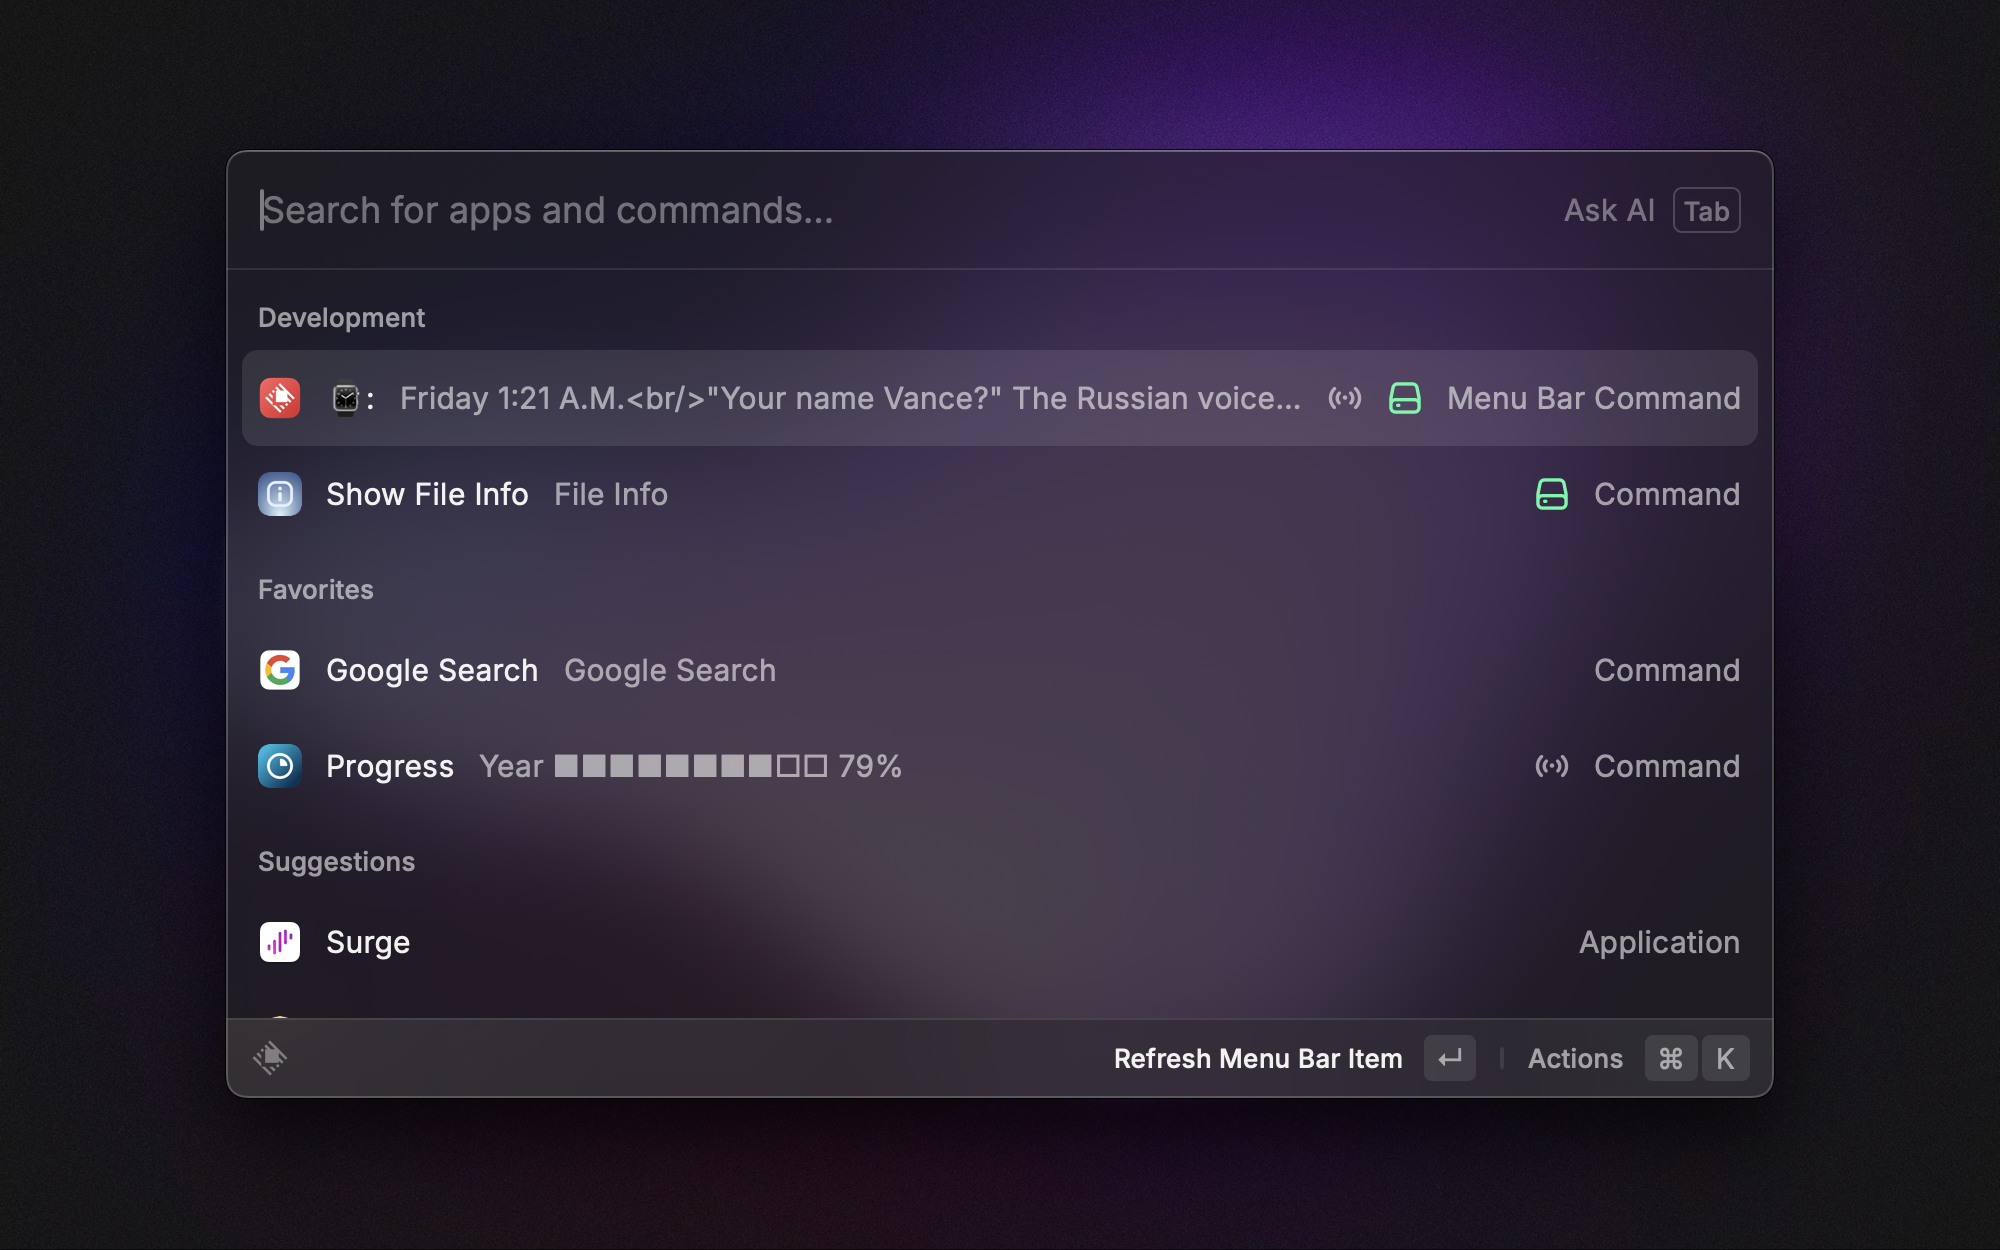 Search for apps and commands...
Ask AI Tab
Development
⌚: Friday 1:21 A.M.<br/>"Your name Vance?" The Russian voice... Menu Bar Command
Show File Info File Info Command
Favorites
Google Search Google Search Command
Progress Year ■■■■■■■■□□ 79% Command
Suggestions
Surge Application
Refresh Menu Bar Item ↵ Actions ⌘ K